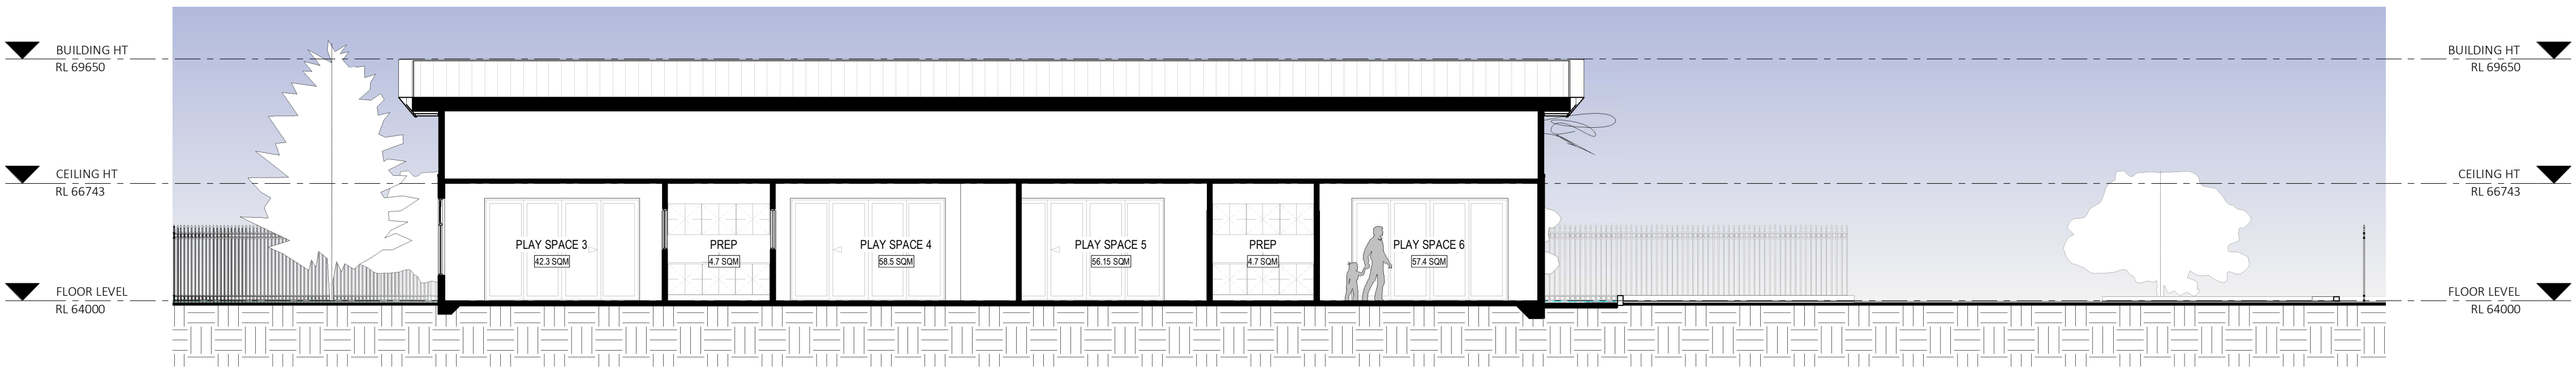 BUILDING HT
RL 69650
BUILDING HT
RL 69650
CEILING HT
RL 66743
CEILING HT
RL 66743
PLAY SPACE 3
42.3 SQM
PREP
4.7 SQM
PLAY SPACE 4
58.5 SQM
PLAY SPACE 5
56.15 SQM
PREP
4.7 SQM
PLAY SPACE 6
57.4 SQM
FLOOR LEVEL
RL 64000
FLOOR LEVEL
RL 64000